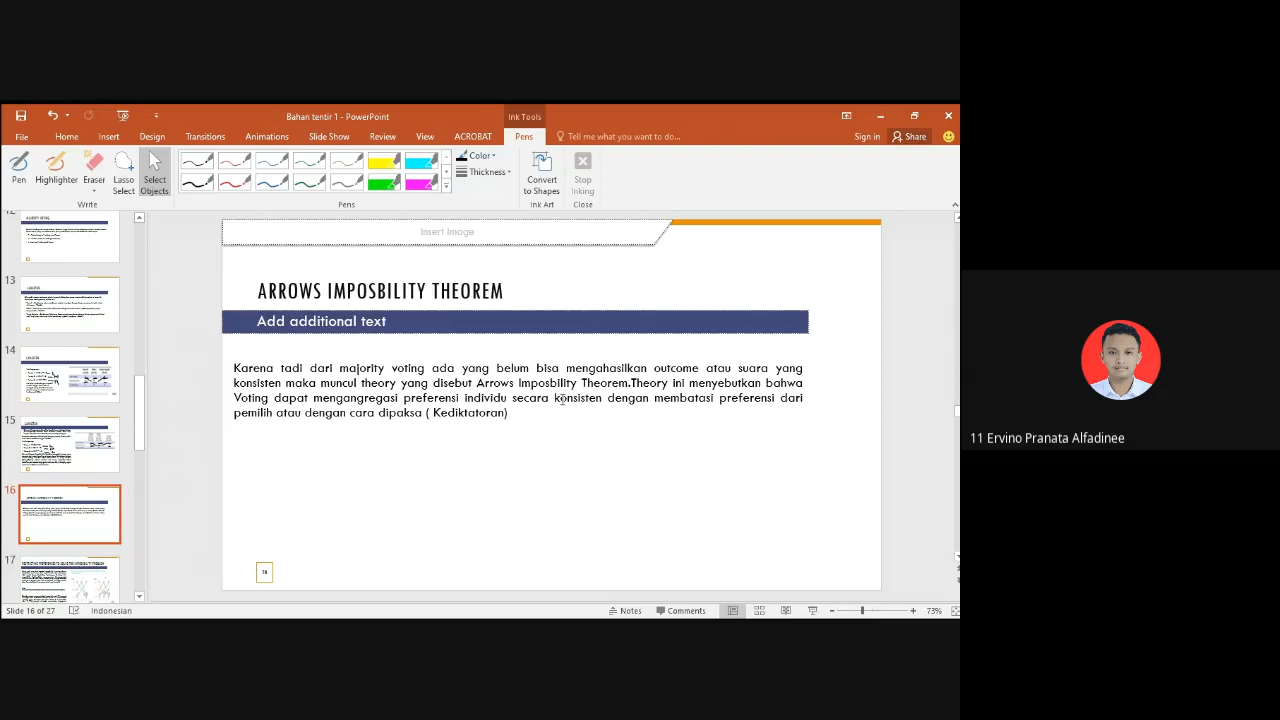 Bahan tentir 1 - PowerPoint
Ink Tools
File Home Insert Design Transitions Animations Slide Show Review View ACROBAT Pens Tell me what you want to do... Sign in Share
Pen Highlighter Eraser Lasso Select Select Objects
Color
Thickness
Convert to Shapes
Stop Inking
Write Pens Ink Art Close
Insert Image
ARROWS IMPOSBILITY THEOREM
Add additional text
Karena tadi dari majority voting ada yang belum bisa mengahasilkan outcome atau suara yang
konsisten maka muncul theory yang disebut Arrows Imposbility Theorem.Theory ini menyebutkan bahwa
Voting dapat mengangregasi preferensi individu secara konsisten dengan membatasi preferensi dari
pemilih atau dengan cara dipaksa ( Kediktatoran)
16
12
13
14
15
16
17
Slide 16 of 27 Indonesian Notes Comments 73%
11 Ervino Pranata Alfadinee